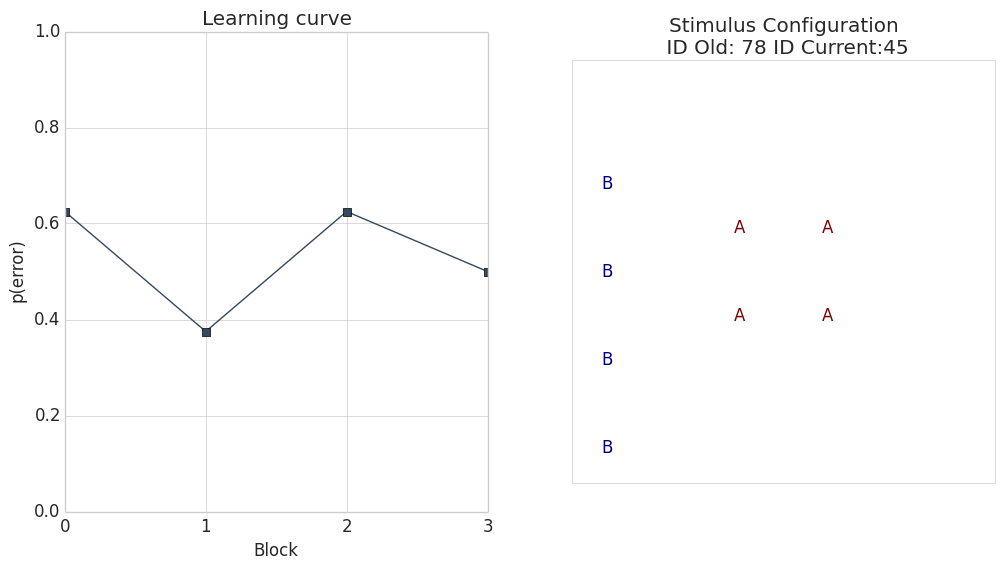 Learning curve
1.0
0.8
0.6
0.4
0.2
0.0
p(error)
0 1 2 3
Block
Stimulus Configuration
ID Old: 78 ID Current:45
B
A A
B
A A
B
B